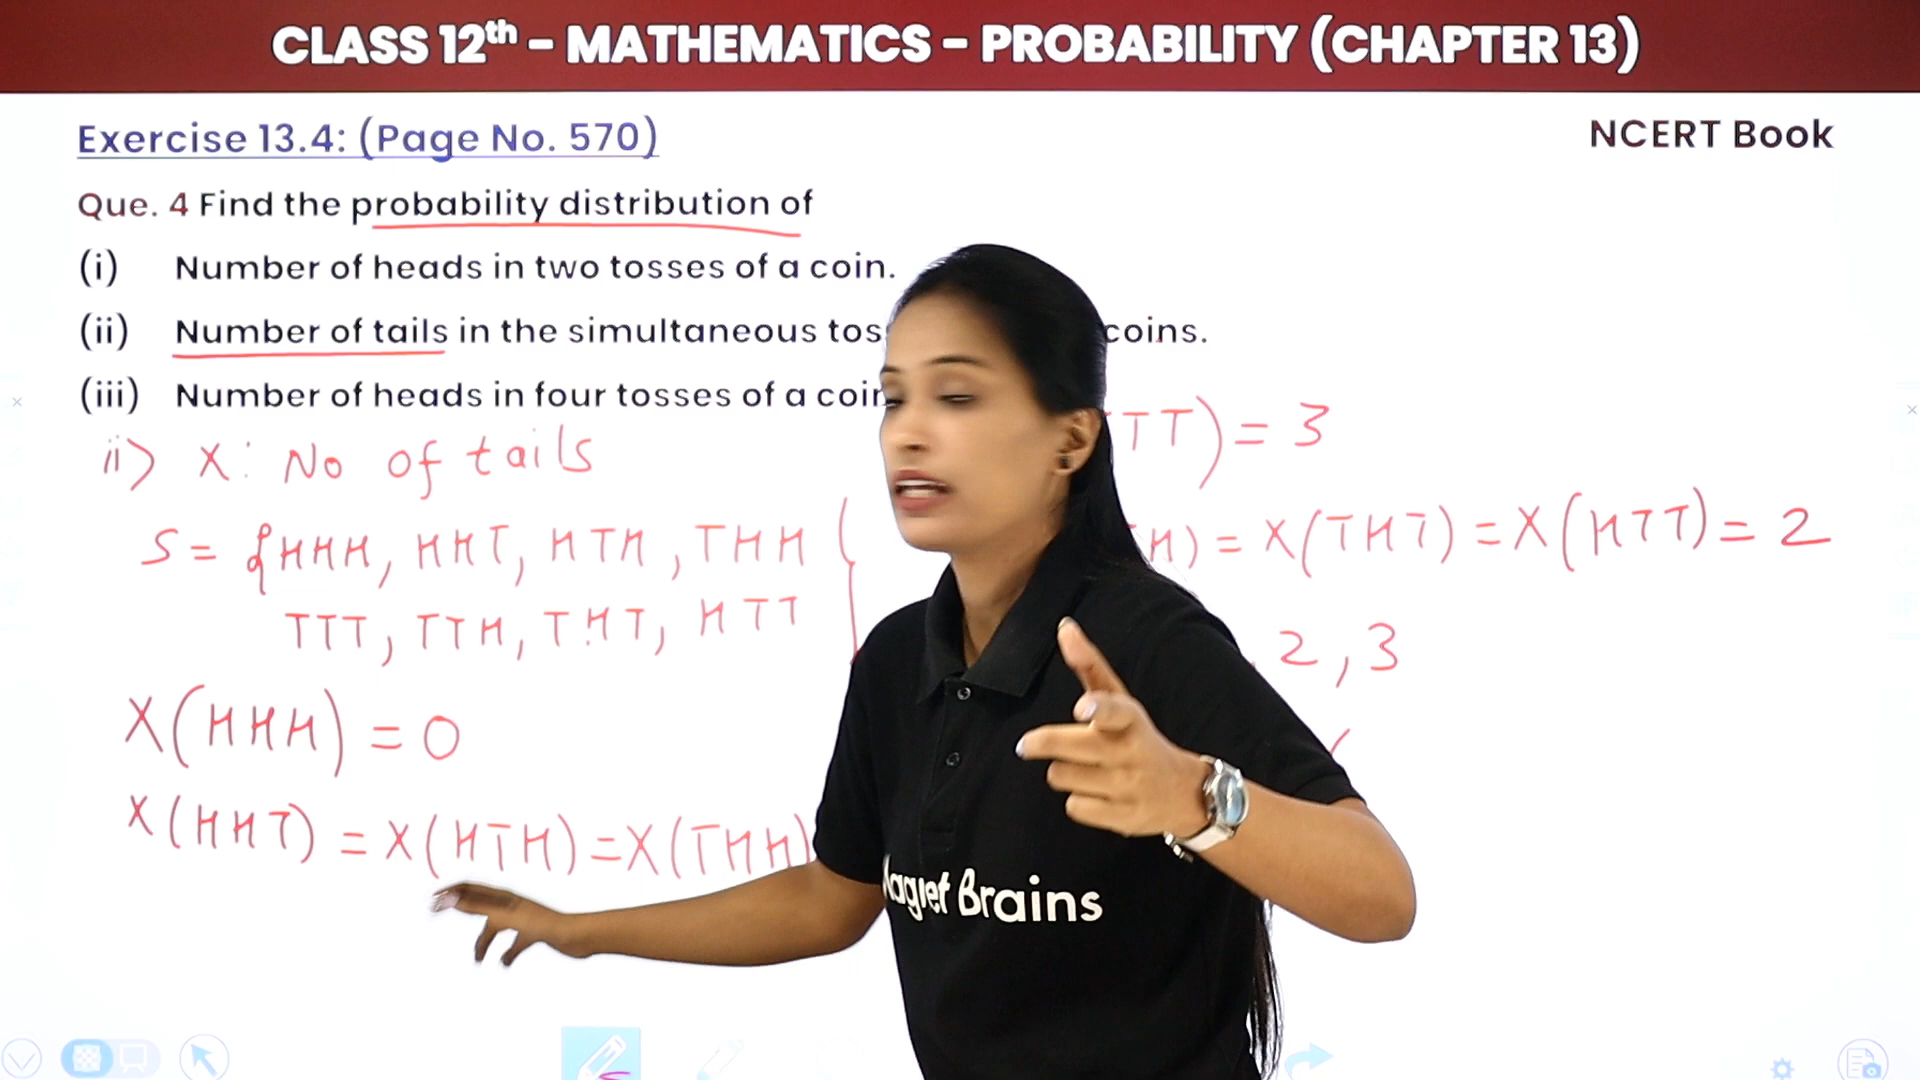 CLASS 12th - MATHEMATICS - PROBABILITY (CHAPTER 13)
Exercise 13.4: (Page No. 570)
NCERT Book
Que. 4 Find the probability distribution of
(i) Number of heads in two tosses of a coin.
(ii) Number of tails in the simultaneous tos coins.
(iii) Number of heads in four tosses of a coin
ii) X: No of tails
TTT) = 3
S = {HHH, HHT, HTH, THH
H) = X(THT) = X(HTT) = 2
TTT, TTH, THT, HTT
2, 3
X(HHH) = 0
X(HHT) = X(HTH) = X(THH)
Magnet Brains